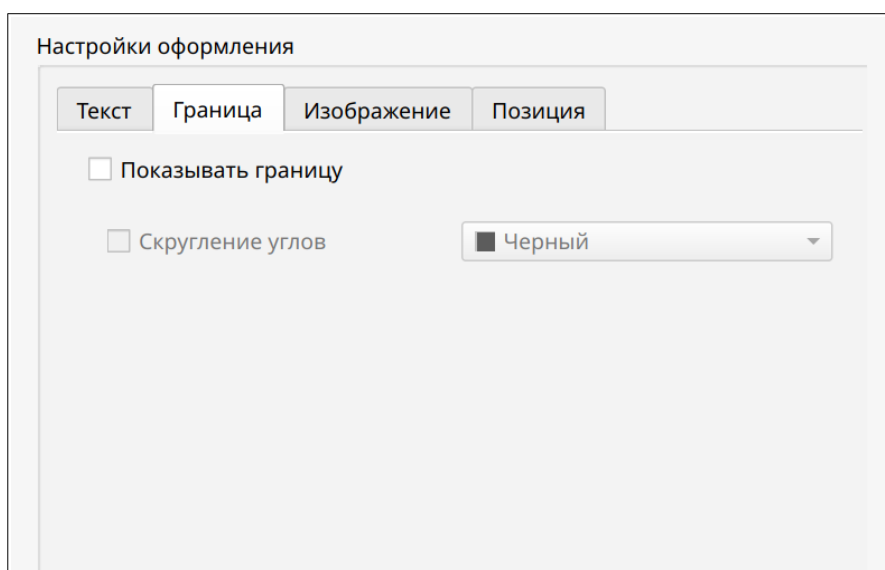 Настройки оформления
Текст Граница Изображение Позиция
Показывать границу
Скругление углов Черный